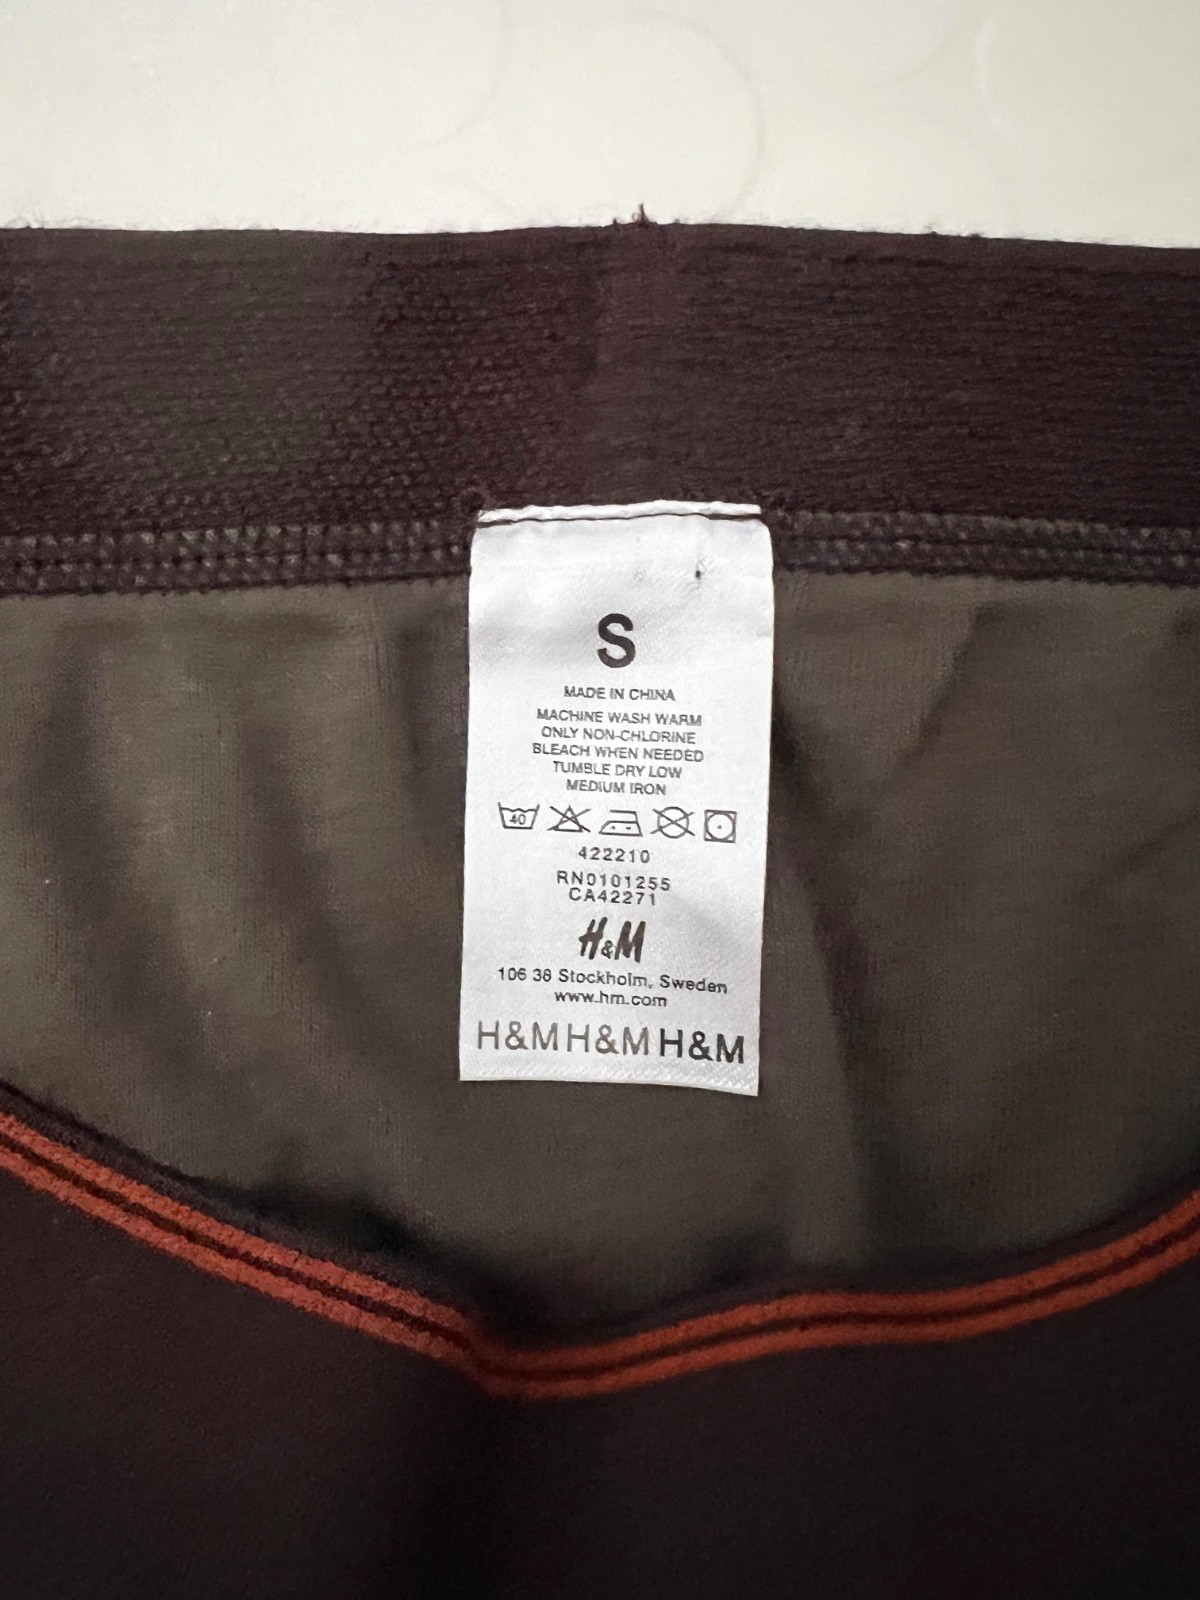 S
MADE IN CHINA
MACHINE WASH WARM
ONLY NON-CHLORINE
BLEACH WHEN NEEDED
TUMBLE DRY LOW
MEDIUM IRON
40
422210
RN0101255
CA42271
H&M
106 38 Stockholm, Sweden
www.hm.com
H&M H&M H&M